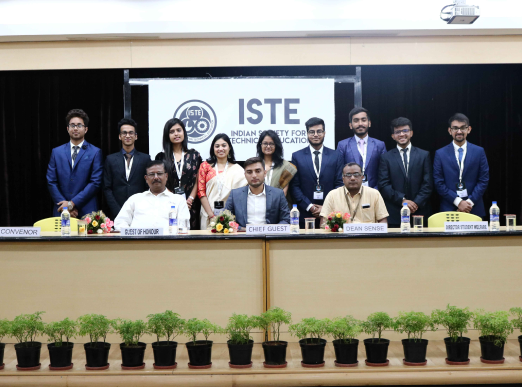 ISTE
ISTE
INDIAN SOCIETY FOR
TECHNICAL EDUCATION
CONVENOR
GUEST OF HONOUR
CHIEF GUEST
DEAN SENSE
DIRECTOR STUDENT WELFARE